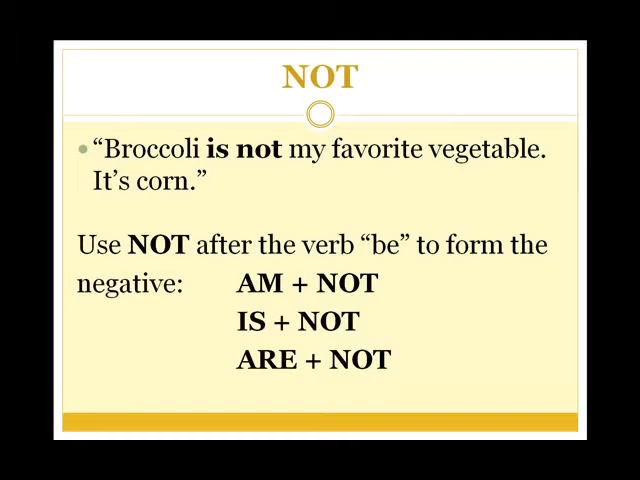 NOT
• “Broccoli is not my favorite vegetable.
It’s corn.”
Use NOT after the verb “be” to form the
negative: AM + NOT
IS + NOT
ARE + NOT